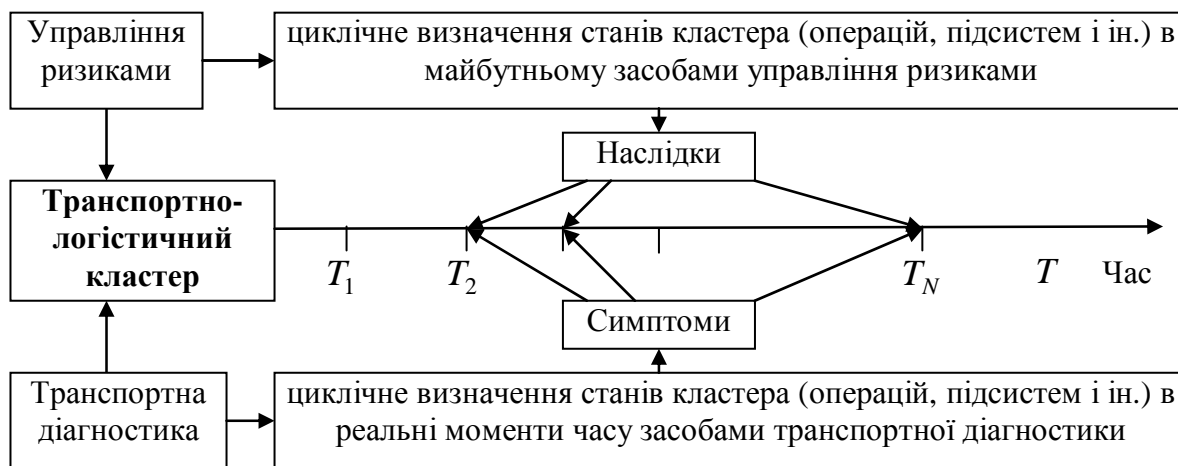 Управління
ризиками
циклічне визначення станів кластера (операцій, підсистем і ін.) в
майбутньому засобами управління ризиками
Наслідки
Транспортно-
логістичний
кластер
T₁
T₂
T_N
T
Час
Симптоми
Транспортна
діагностика
циклічне визначення станів кластера (операцій, підсистем і ін.) в
реальні моменти часу засобами транспортної діагностики